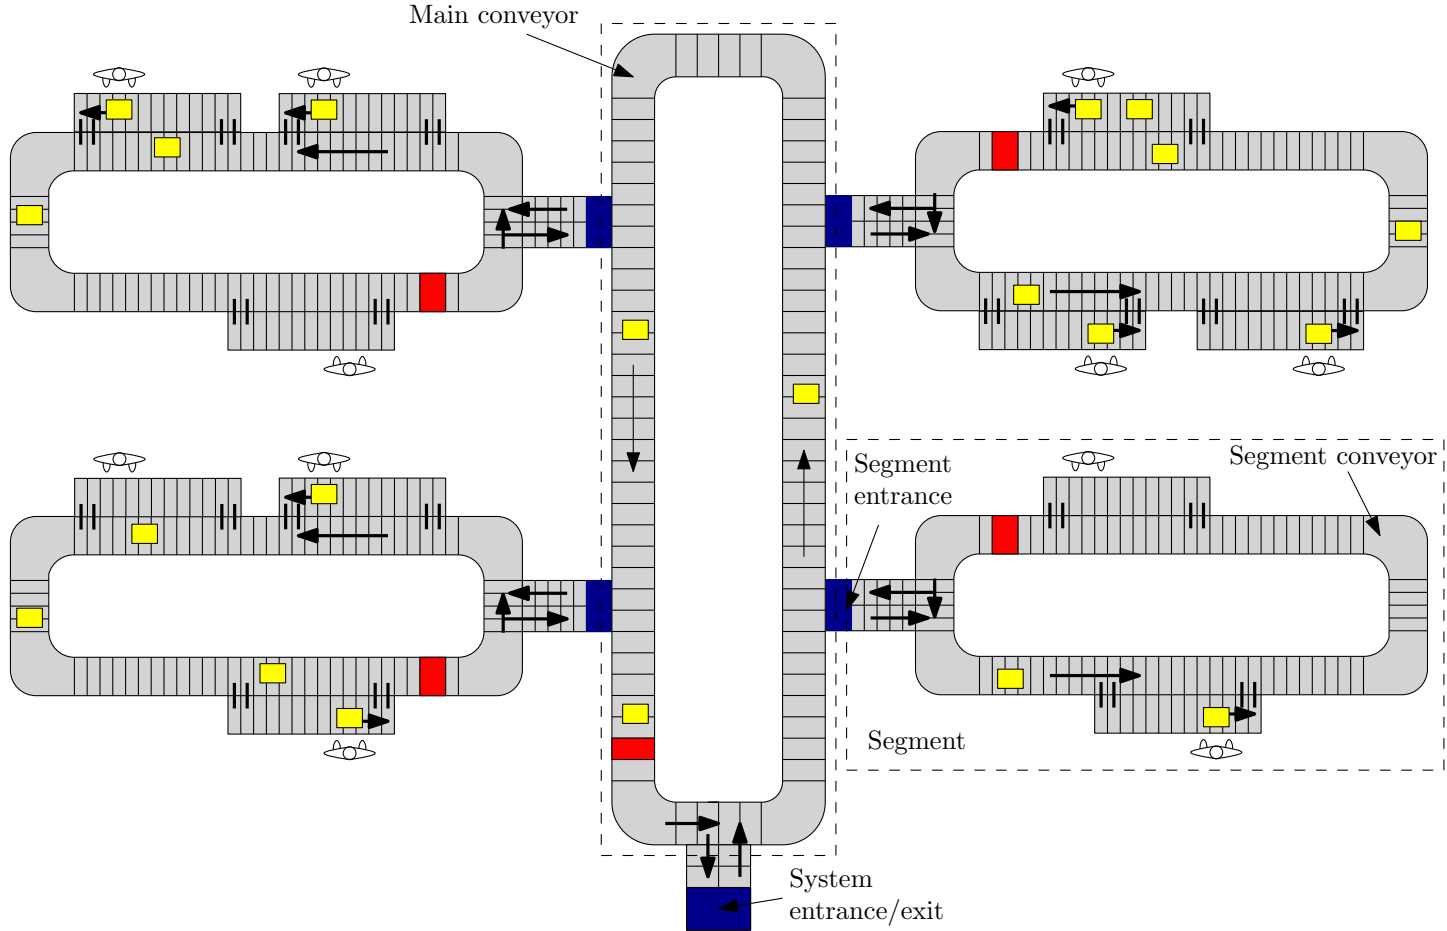 Main conveyor
Segment
entrance
Segment conveyor
Segment
System
entrance/exit